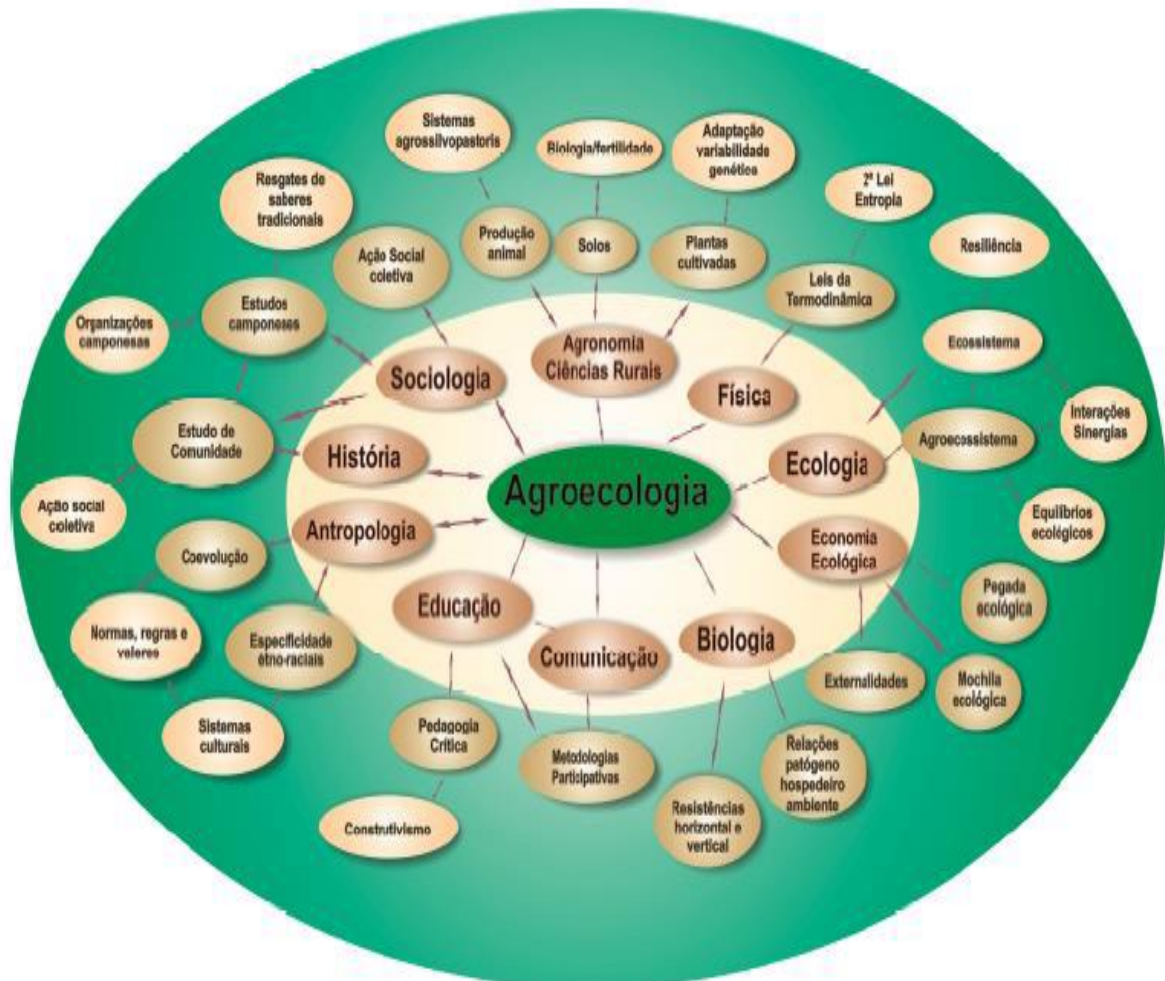 Sistemas
agrossilvopastoris
Biologia/fertilidade
Adaptação
variabilidade
genética
2ª Lei
Entropia
Resiliência
Resgates de
saberes
tradicionais
Ação Social
coletiva
Produção
animal
Solos
Plantas
cultivadas
Leis da
Termodinâmica
Organizações
camponesas
Estudos
camponeses
Sociologia
Agronomia
Ciências Rurais
Física
Ecossistema
Interações
Sinergias
Estudo de
Comunidade
História
Agroecologia
Ecologia
Agroecossistema
Ação social
coletiva
Coevolução
Antropologia
Economia
Ecológica
Equilíbrios
ecológicos
Pegada
ecológica
Normas, regras e
valeres
Especificidade
étno-raciais
Educação
Comunicação
Biologia
Externalidades
Mochila
ecológica
Sistemas
culturais
Pedagogia
Crítica
Metodologias
Participativas
Relações
patógeno
hospedeiro
ambiente
Construtivismo
Resistências
horizontal e
vertical